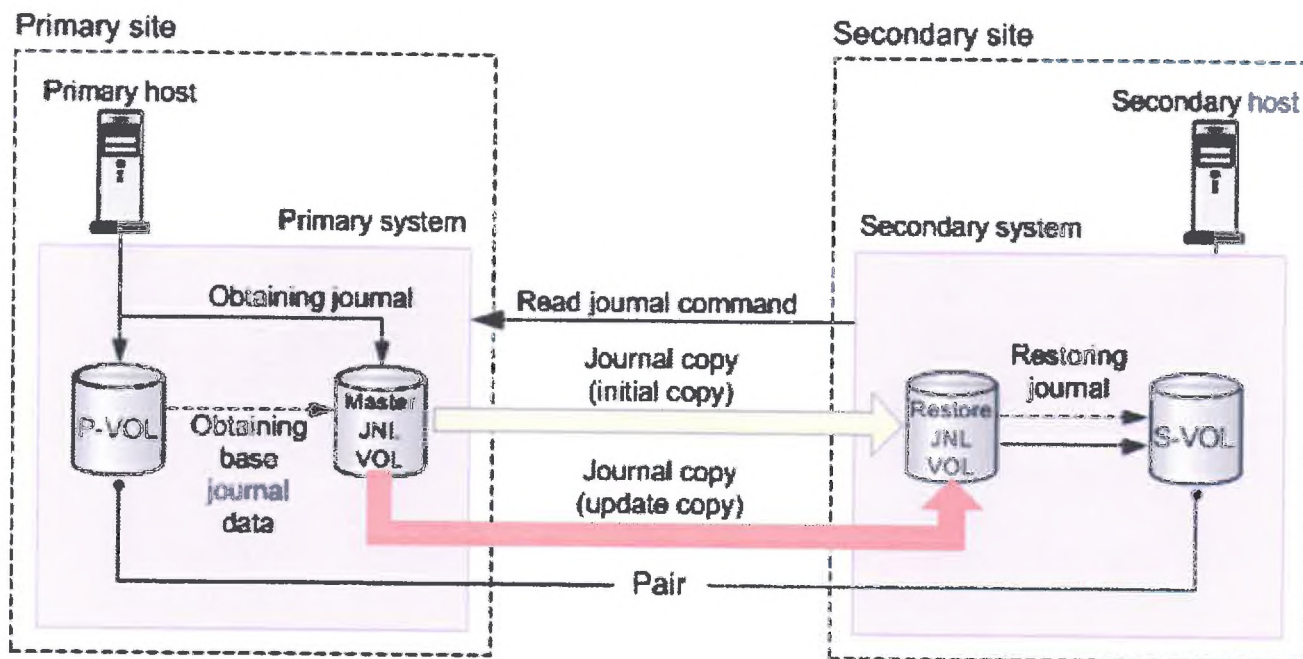 Primary site
Primary host
Primary system
Obtaining journal
P-VOL
Obtaining
base
journal
data
Master
JNL
VOL
Read journal command
Journal copy
(initial copy)
Journal copy
(update copy)
Pair
Secondary site
Secondary host
Secondary system
Restore
JNL
VOL
Restoring
journal
S-VOL